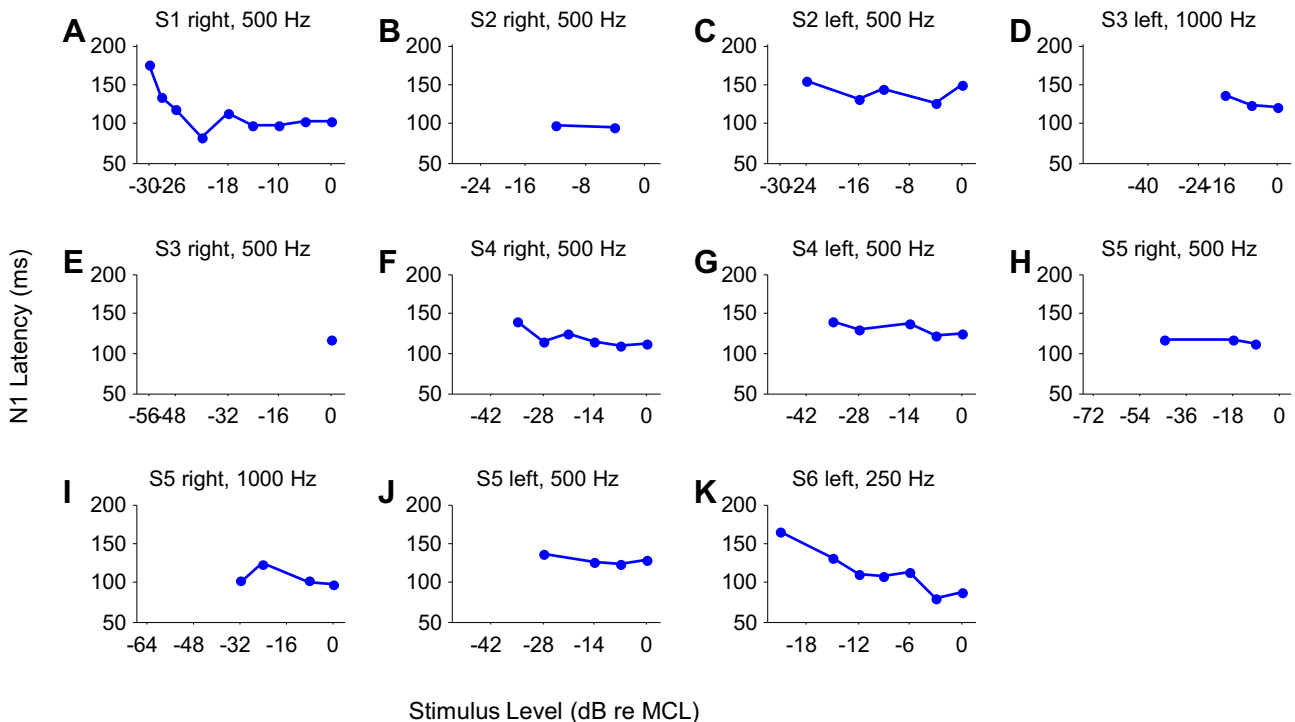 A S1 right, 500 Hz
200
150
100
50
-30 -26 -18 -10 0
B S2 right, 500 Hz
200
150
100
50
-24 -16 -8 0
C S2 left, 500 Hz
200
150
100
50
-30 -24 -16 -8 0
D S3 left, 1000 Hz
200
150
100
50
-40 -24 -16 0
N1 Latency (ms)
E S3 right, 500 Hz
200
150
100
50
-56 -48 -32 -16 0
F S4 right, 500 Hz
200
150
100
50
-42 -28 -14 0
G S4 left, 500 Hz
200
150
100
50
-42 -28 -14 0
H S5 right, 500 Hz
200
150
100
50
-72 -54 -36 -18 0
I S5 right, 1000 Hz
200
150
100
50
-64 -48 -32 -16 0
J S5 left, 500 Hz
200
150
100
50
-42 -28 -14 0
K S6 left, 250 Hz
200
150
100
50
-18 -12 -6 0
Stimulus Level (dB re MCL)